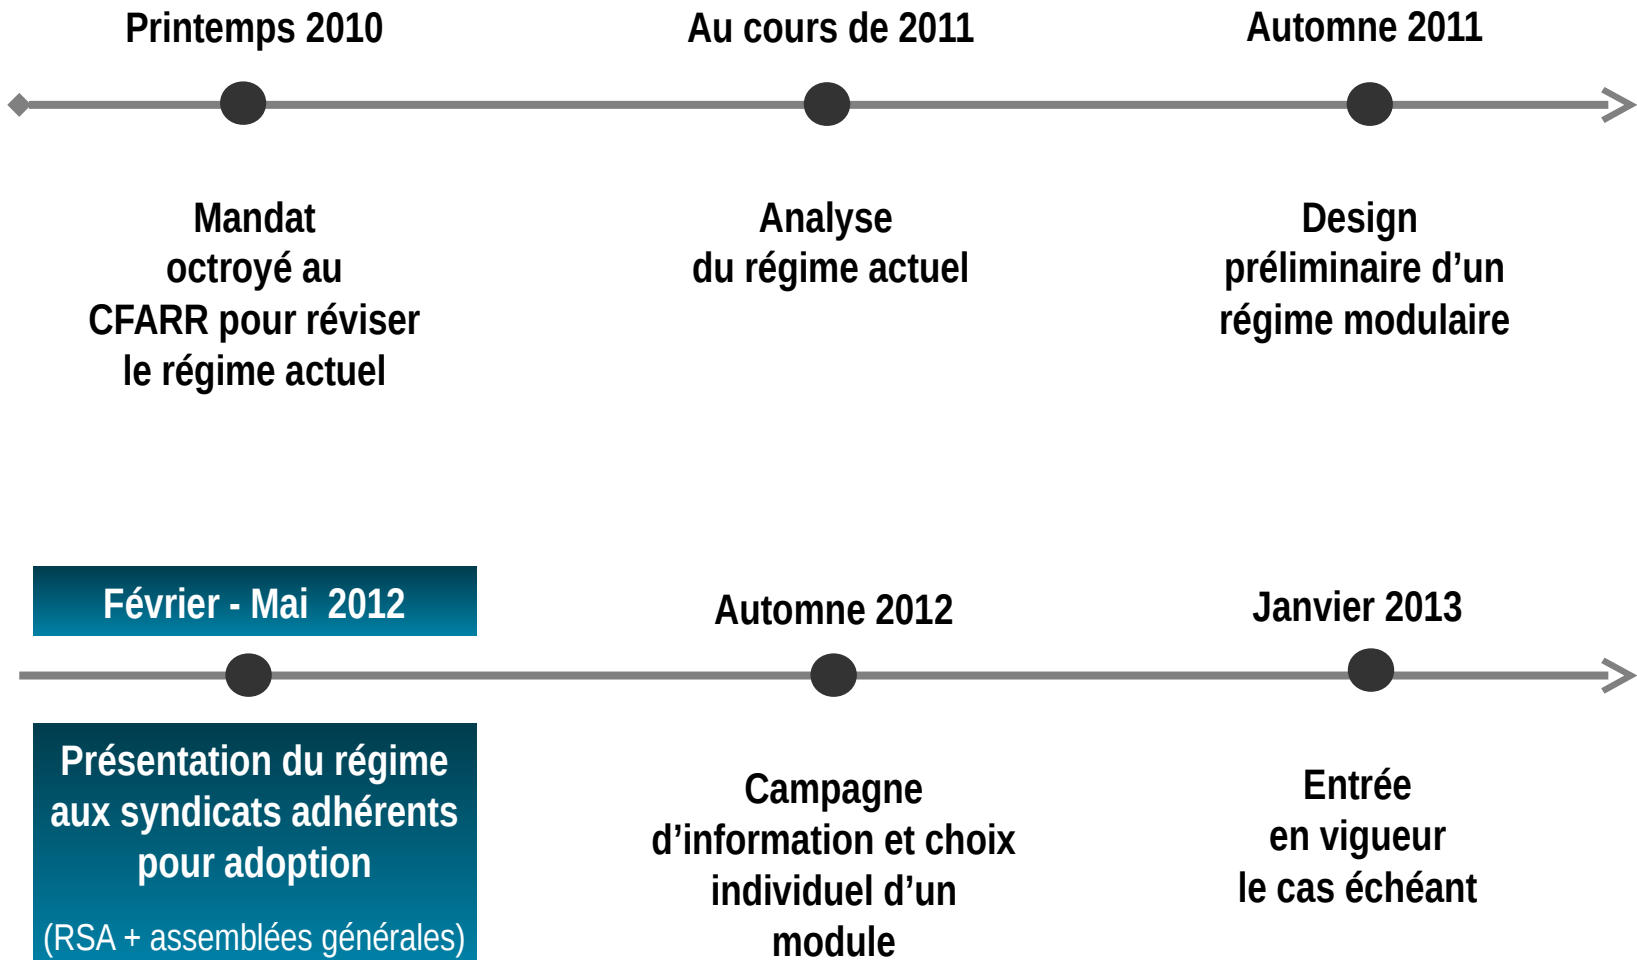 Printemps 2010
Au cours de 2011
Automne 2011
Mandat
octroyé au
CFARR pour réviser
le régime actuel
Analyse
du régime actuel
Design
préliminaire d’un
régime modulaire
Février - Mai  2012
Automne 2012
Janvier 2013
Présentation du régime
aux syndicats adhérents
pour adoption
(RSA + assemblées générales)
Campagne
d’information et choix
individuel d’un
module
Entrée
en vigueur
le cas échéant